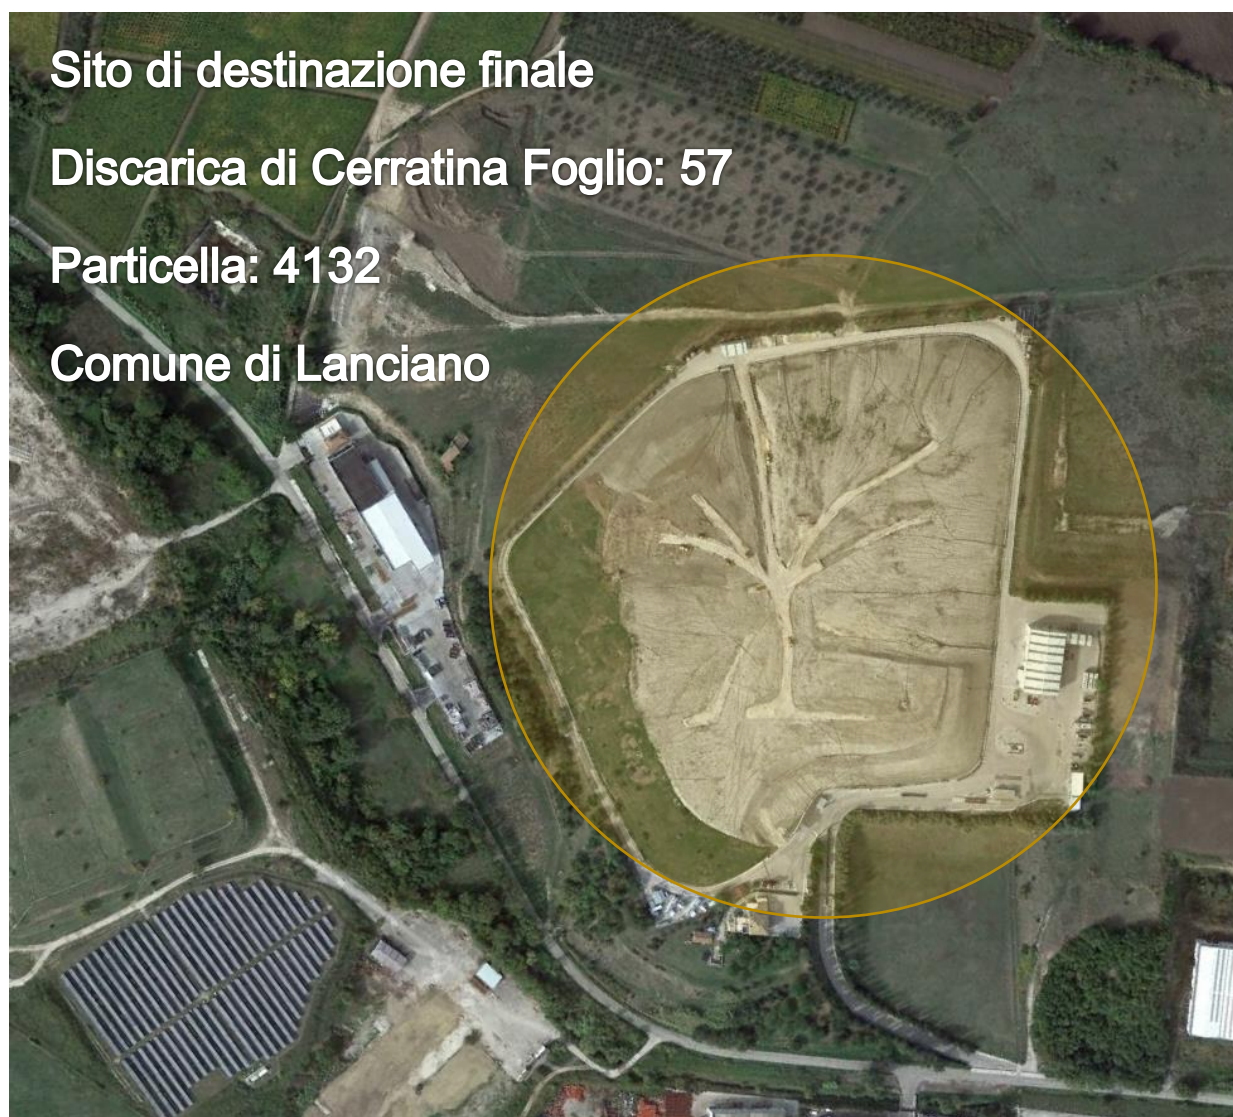 Sito di destinazione finale
Discarica di Cerratina Foglio: 57
Particella: 4132
Comune di Lanciano